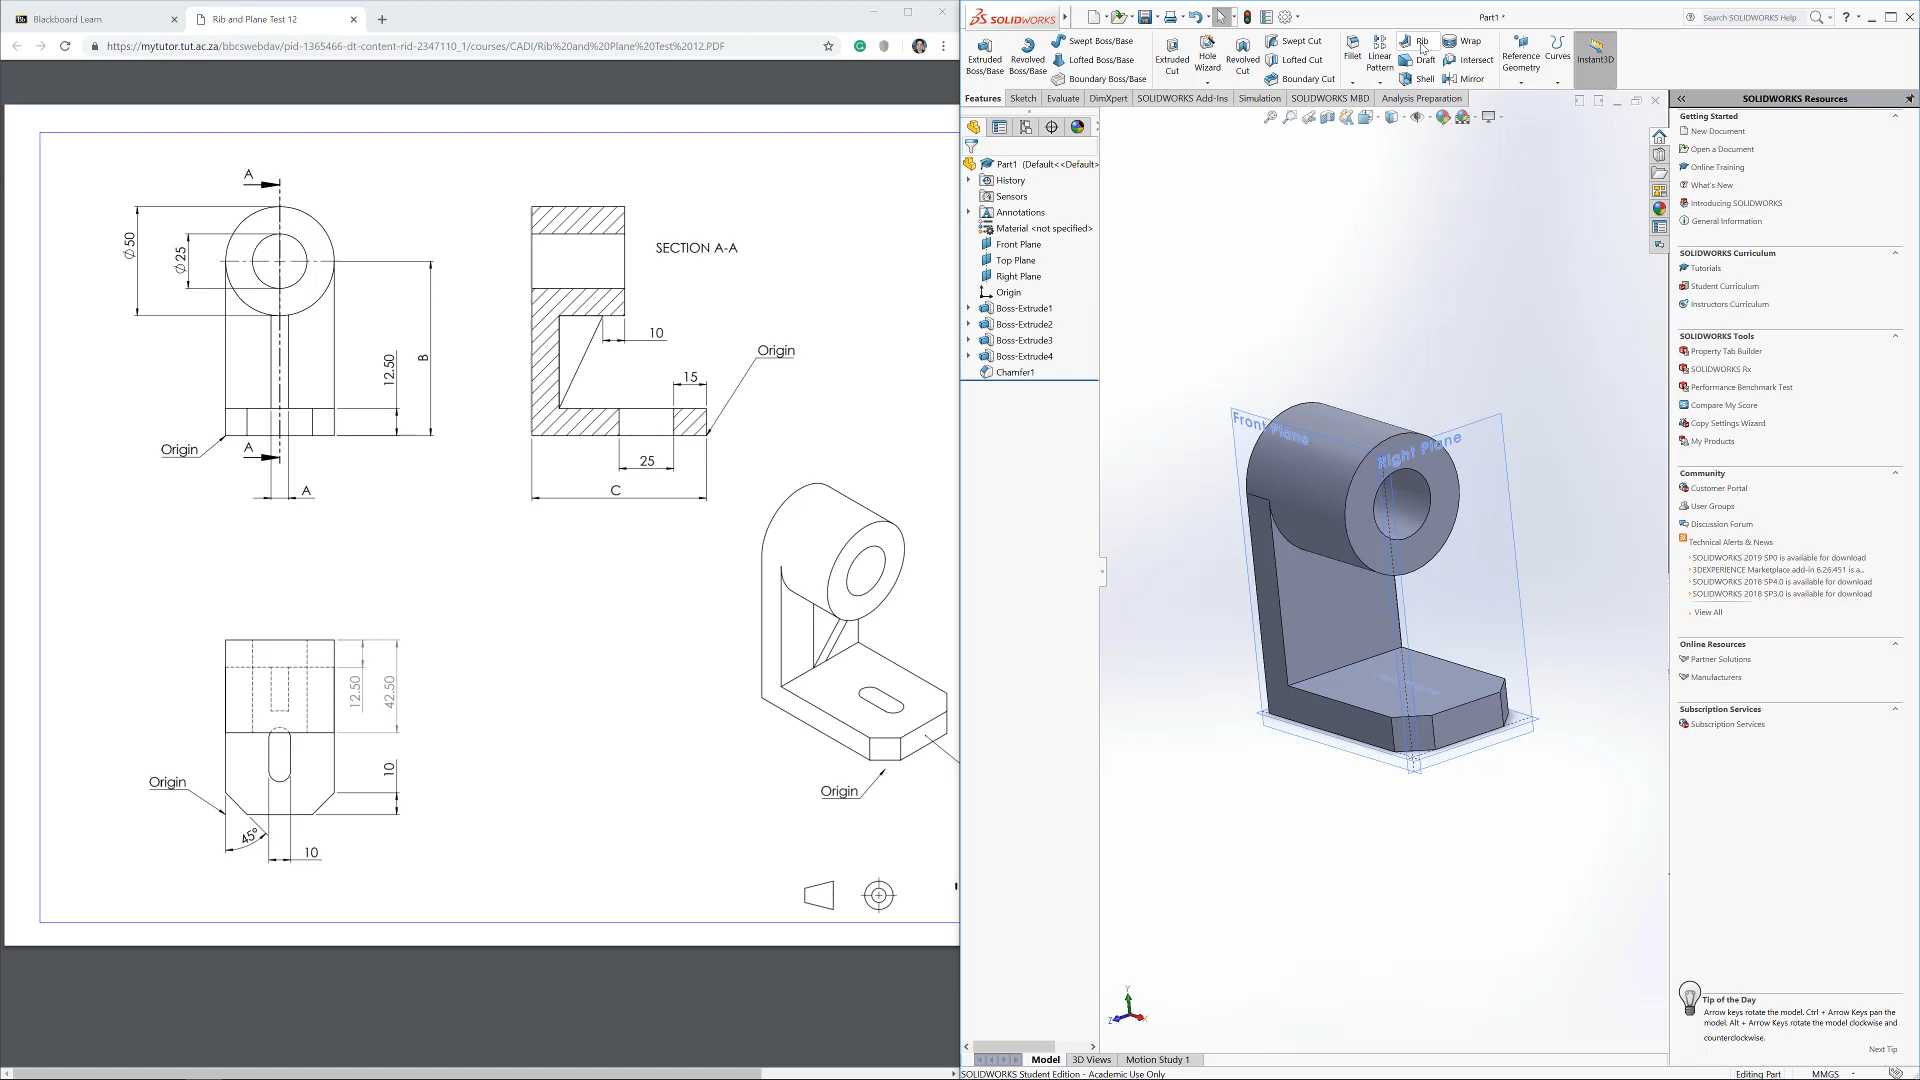 Blackboard Learn
Rib and Plane Test 12
https://mytutor.tut.ac.za/bbcswebdav/pid-1365466-dt-content-rid-2347110_1/courses/CADI/Rib%20and%20Plane%20Test%2012.PDF
A
Ø50
Ø25
12.50
B
Origin
A
A
SECTION A-A
10
Origin
15
25
C
12.50
42.50
10
Origin
45°
10
Origin
SOLIDWORKS
Part1 *
Search SOLIDWORKS Help
Extruded Boss/Base
Revolved Boss/Base
Swept Boss/Base
Lofted Boss/Base
Boundary Boss/Base
Extruded Cut
Hole Wizard
Revolved Cut
Swept Cut
Lofted Cut
Boundary Cut
Fillet
Linear Pattern
Rib
Draft
Shell
Wrap
Intersect
Mirror
Reference Geometry
Curves
Instant3D
Features
Sketch
Evaluate
DimXpert
SOLIDWORKS Add-Ins
Simulation
SOLIDWORKS MBD
Analysis Preparation
Part1 (Default<<Default>
History
Sensors
Annotations
Material <not specified>
Front Plane
Top Plane
Right Plane
Origin
Boss-Extrude1
Boss-Extrude2
Boss-Extrude3
Boss-Extrude4
Chamfer1
Front Plane
Right Plane
Y
Z
SOLIDWORKS Resources
Getting Started
New Document
Open a Document
Online Training
What's New
Introducing SOLIDWORKS
General Information
SOLIDWORKS Curriculum
Tutorials
Student Curriculum
Instructors Curriculum
SOLIDWORKS Tools
Property Tab Builder
SOLIDWORKS Rx
Performance Benchmark Test
Compare My Score
Copy Settings Wizard
My Products
Community
Customer Portal
User Groups
Discussion Forum
Technical Alerts & News
SOLIDWORKS 2019 SP0 is available for download
3DEXPERIENCE Marketplace add-in 6.26.451 is a..
SOLIDWORKS 2018 SP4.0 is available for download
SOLIDWORKS 2018 SP3.0 is available for download
View All
Online Resources
Partner Solutions
Manufacturers
Subscription Services
Subscription Services
Tip of the Day
Arrow keys rotate the model. Ctrl + Arrow Keys pan the
model. Alt + Arrow Keys rotate the model clockwise and
counterclockwise.
Next Tip
Model
3D Views
Motion Study 1
SOLIDWORKS Student Edition - Academic Use Only
Editing Part
MMGS